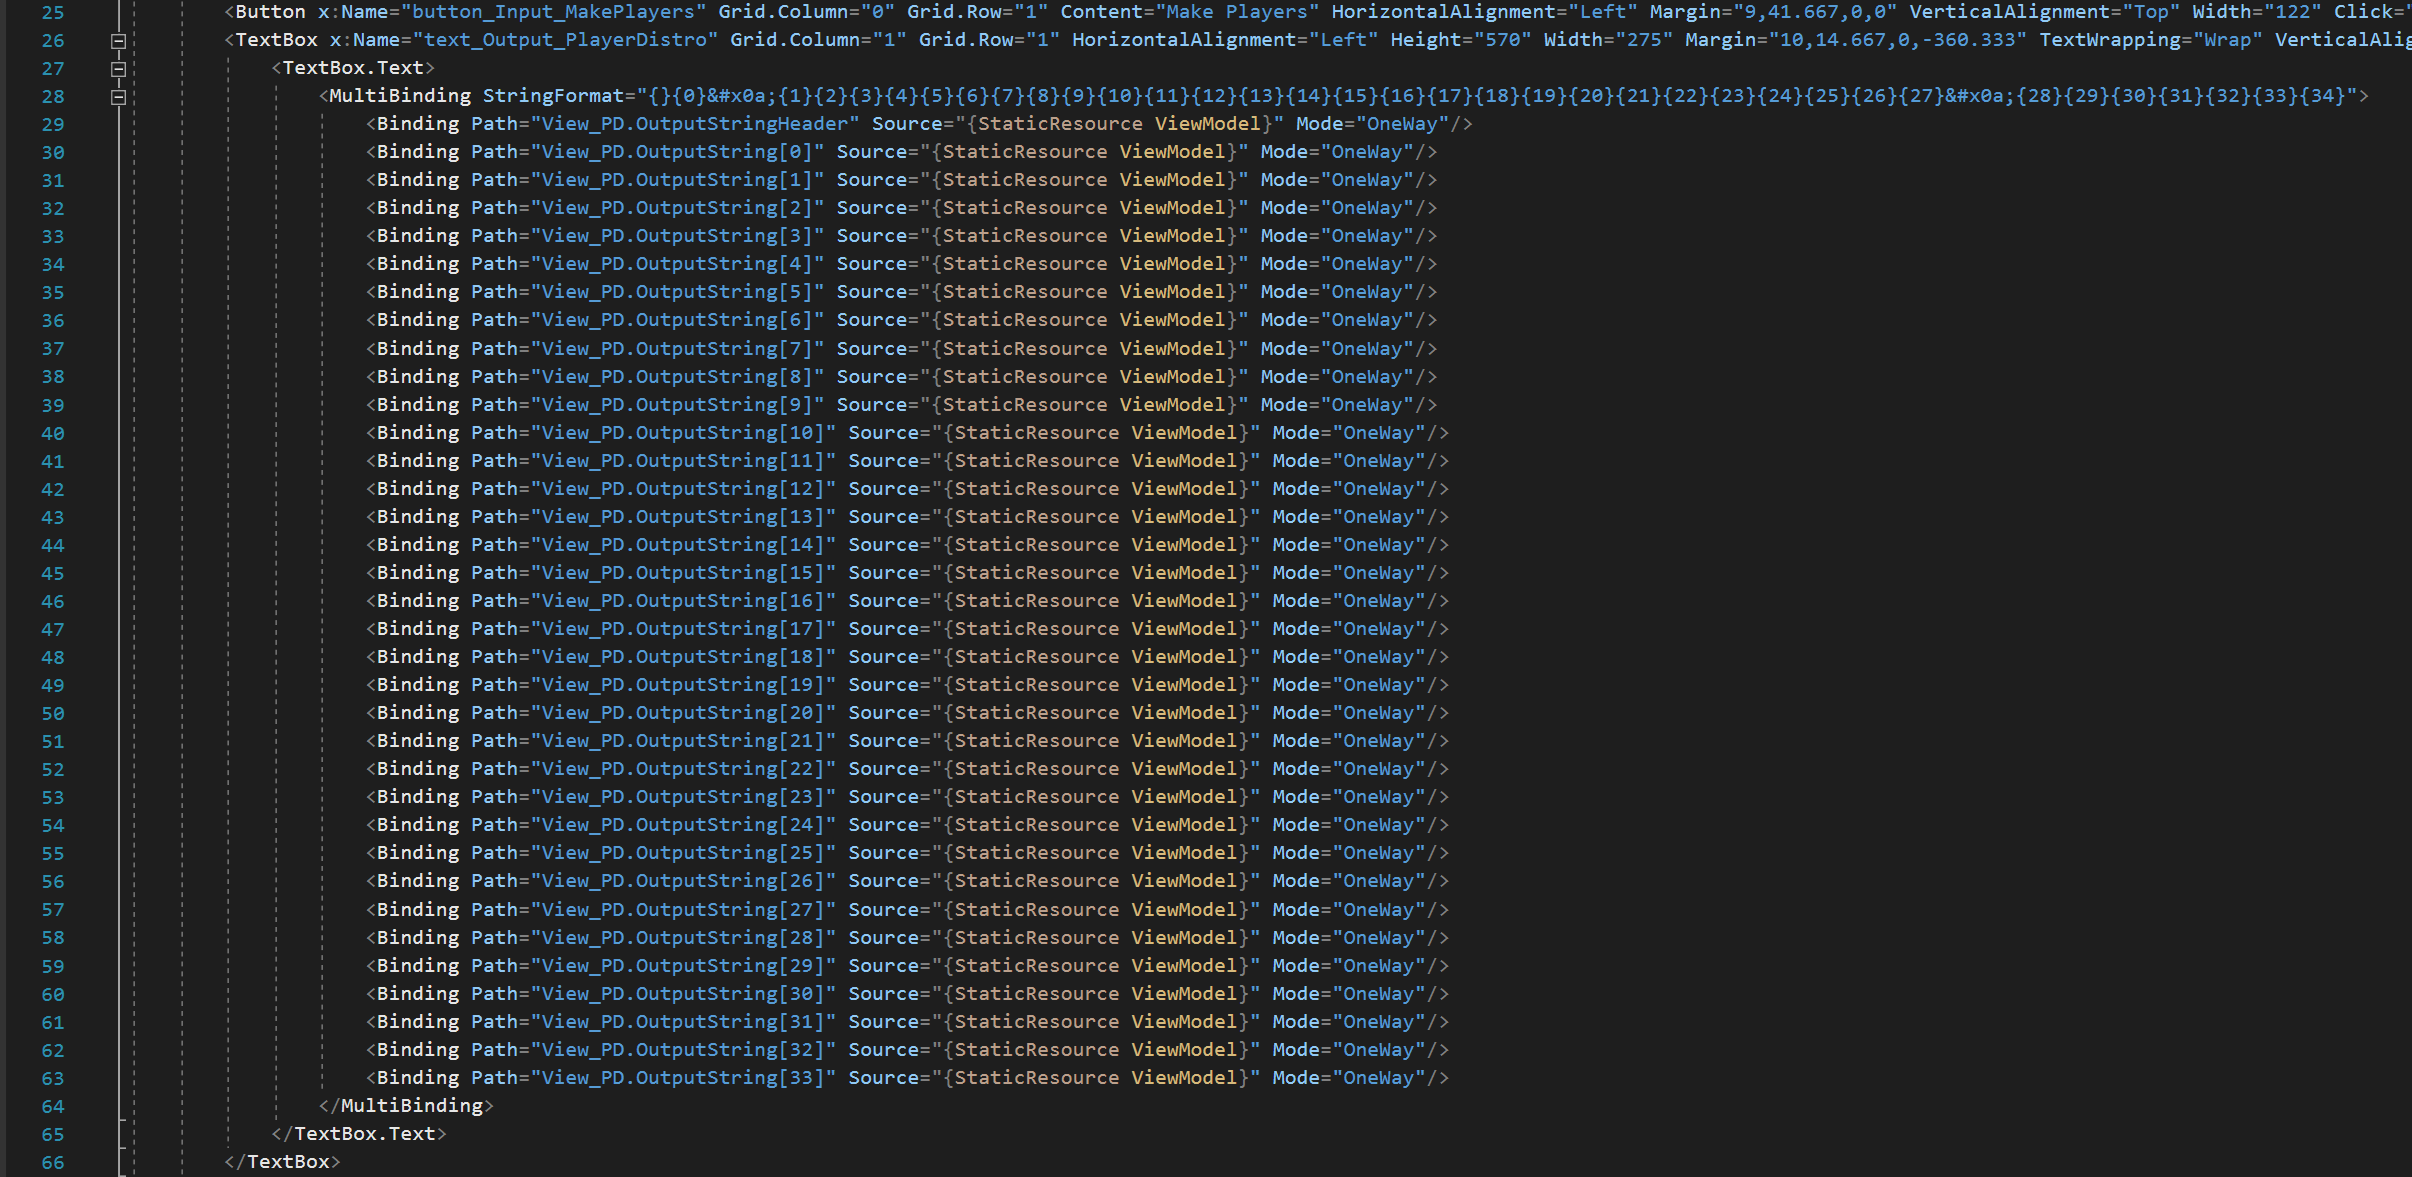 25 <Button x:Name="button_Input_MakePlayers" Grid.Column="0" Grid.Row="1" Content="Make Players" HorizontalAlignment="Left" Margin="9,41.667,0,0" VerticalAlignment="Top" Width="122" Click="
26 <TextBox x:Name="text_Output_PlayerDistro" Grid.Column="1" Grid.Row="1" HorizontalAlignment="Left" Height="570" Width="275" Margin="10,14.667,0,-360.333" TextWrapping="Wrap" VerticalAlig
27 <TextBox.Text>
28 <MultiBinding StringFormat="{}{0}&#x0a;{1}{2}{3}{4}{5}{6}{7}{8}{9}{10}{11}{12}{13}{14}{15}{16}{17}{18}{19}{20}{21}{22}{23}{24}{25}{26}{27}&#x0a;{28}{29}{30}{31}{32}{33}{34}">
29 <Binding Path="View_PD.OutputStringHeader" Source="{StaticResource ViewModel}" Mode="OneWay"/>
30 <Binding Path="View_PD.OutputString[0]" Source="{StaticResource ViewModel}" Mode="OneWay"/>
31 <Binding Path="View_PD.OutputString[1]" Source="{StaticResource ViewModel}" Mode="OneWay"/>
32 <Binding Path="View_PD.OutputString[2]" Source="{StaticResource ViewModel}" Mode="OneWay"/>
33 <Binding Path="View_PD.OutputString[3]" Source="{StaticResource ViewModel}" Mode="OneWay"/>
34 <Binding Path="View_PD.OutputString[4]" Source="{StaticResource ViewModel}" Mode="OneWay"/>
35 <Binding Path="View_PD.OutputString[5]" Source="{StaticResource ViewModel}" Mode="OneWay"/>
36 <Binding Path="View_PD.OutputString[6]" Source="{StaticResource ViewModel}" Mode="OneWay"/>
37 <Binding Path="View_PD.OutputString[7]" Source="{StaticResource ViewModel}" Mode="OneWay"/>
38 <Binding Path="View_PD.OutputString[8]" Source="{StaticResource ViewModel}" Mode="OneWay"/>
39 <Binding Path="View_PD.OutputString[9]" Source="{StaticResource ViewModel}" Mode="OneWay"/>
40 <Binding Path="View_PD.OutputString[10]" Source="{StaticResource ViewModel}" Mode="OneWay"/>
41 <Binding Path="View_PD.OutputString[11]" Source="{StaticResource ViewModel}" Mode="OneWay"/>
42 <Binding Path="View_PD.OutputString[12]" Source="{StaticResource ViewModel}" Mode="OneWay"/>
43 <Binding Path="View_PD.OutputString[13]" Source="{StaticResource ViewModel}" Mode="OneWay"/>
44 <Binding Path="View_PD.OutputString[14]" Source="{StaticResource ViewModel}" Mode="OneWay"/>
45 <Binding Path="View_PD.OutputString[15]" Source="{StaticResource ViewModel}" Mode="OneWay"/>
46 <Binding Path="View_PD.OutputString[16]" Source="{StaticResource ViewModel}" Mode="OneWay"/>
47 <Binding Path="View_PD.OutputString[17]" Source="{StaticResource ViewModel}" Mode="OneWay"/>
48 <Binding Path="View_PD.OutputString[18]" Source="{StaticResource ViewModel}" Mode="OneWay"/>
49 <Binding Path="View_PD.OutputString[19]" Source="{StaticResource ViewModel}" Mode="OneWay"/>
50 <Binding Path="View_PD.OutputString[20]" Source="{StaticResource ViewModel}" Mode="OneWay"/>
51 <Binding Path="View_PD.OutputString[21]" Source="{StaticResource ViewModel}" Mode="OneWay"/>
52 <Binding Path="View_PD.OutputString[22]" Source="{StaticResource ViewModel}" Mode="OneWay"/>
53 <Binding Path="View_PD.OutputString[23]" Source="{StaticResource ViewModel}" Mode="OneWay"/>
54 <Binding Path="View_PD.OutputString[24]" Source="{StaticResource ViewModel}" Mode="OneWay"/>
55 <Binding Path="View_PD.OutputString[25]" Source="{StaticResource ViewModel}" Mode="OneWay"/>
56 <Binding Path="View_PD.OutputString[26]" Source="{StaticResource ViewModel}" Mode="OneWay"/>
57 <Binding Path="View_PD.OutputString[27]" Source="{StaticResource ViewModel}" Mode="OneWay"/>
58 <Binding Path="View_PD.OutputString[28]" Source="{StaticResource ViewModel}" Mode="OneWay"/>
59 <Binding Path="View_PD.OutputString[29]" Source="{StaticResource ViewModel}" Mode="OneWay"/>
60 <Binding Path="View_PD.OutputString[30]" Source="{StaticResource ViewModel}" Mode="OneWay"/>
61 <Binding Path="View_PD.OutputString[31]" Source="{StaticResource ViewModel}" Mode="OneWay"/>
62 <Binding Path="View_PD.OutputString[32]" Source="{StaticResource ViewModel}" Mode="OneWay"/>
63 <Binding Path="View_PD.OutputString[33]" Source="{StaticResource ViewModel}" Mode="OneWay"/>
64 </MultiBinding>
65 </TextBox.Text>
66 </TextBox>